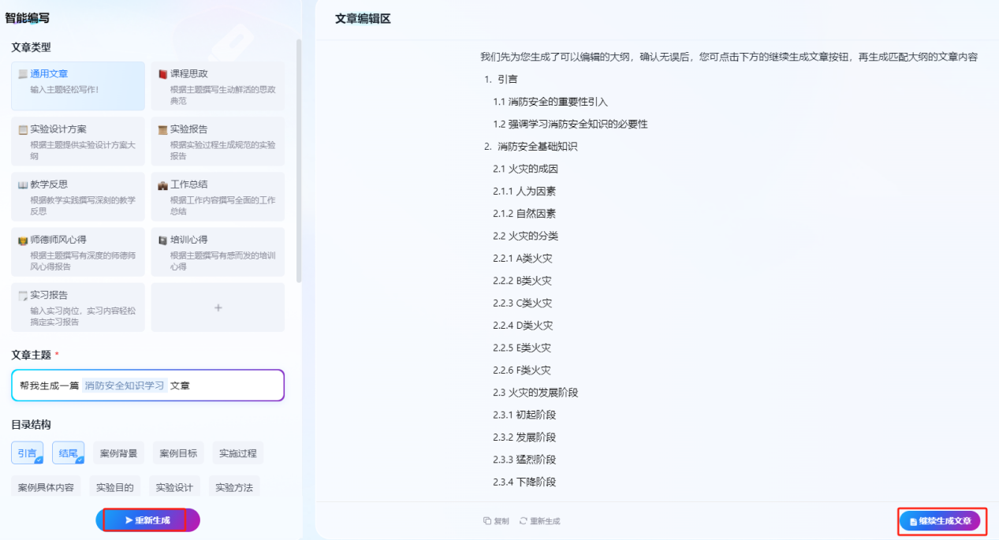 智能编写
文章类型
通用文章
输入主题轻松写作！
课程思政
根据主题撰写生动鲜活的思政
典范
实验设计方案
根据主题提供实验设计方案大
纲
实验报告
根据实验过程生成规范的实验
报告
教学反思
根据教学实践撰写深刻的教学
反思
工作总结
根据工作内容撰写全面的工作
总结
师德师风心得
根据主题撰写有深度的师德师
风心得报告
培训心得
根据主题撰写有感而发的培训
心得
实习报告
输入实习岗位，实习内容轻松
搞定实习报告
+
文章主题 *
帮我生成一篇 消防安全知识学习 文章
目录结构
引言 结尾 案例背景 案例目标 实施过程
案例具体内容 实验目的 实验设计 实验方法
重新生成
文章编辑区
我们先为您生成了可以编辑的大纲，确认无误后，您可点击下方的继续生成文章按钮，再生成匹配大纲的文章内容
1. 引言
1.1 消防安全的重要性引入
1.2 强调学习消防安全知识的必要性
2. 消防安全基础知识
2.1 火灾的成因
2.1.1 人为因素
2.1.2 自然因素
2.2 火灾的分类
2.2.1 A类火灾
2.2.2 B类火灾
2.2.3 C类火灾
2.2.4 D类火灾
2.2.5 E类火灾
2.2.6 F类火灾
2.3 火灾的发展阶段
2.3.1 初起阶段
2.3.2 发展阶段
2.3.3 猛烈阶段
2.3.4 下降阶段
复制 重新生成
继续生成文章